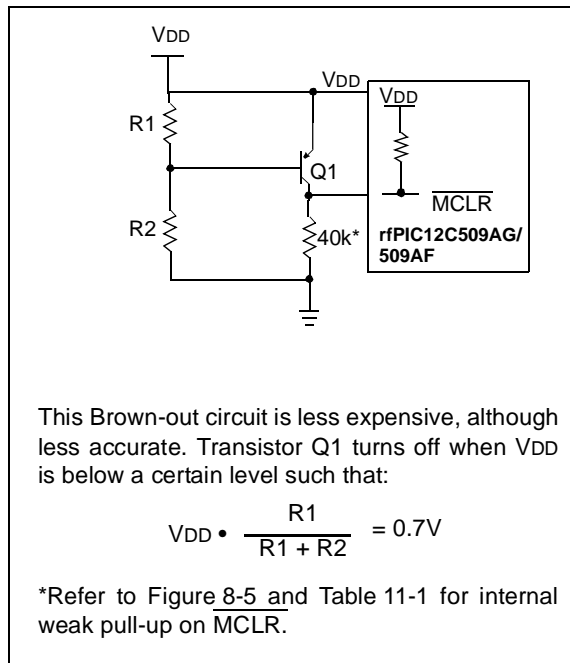 VDD
VDD
VDD
R1
Q1
MCLR
R2
40k*
rfPIC12C509AG/
509AF
This Brown-out circuit is less expensive, although
less accurate. Transistor Q1 turns off when VDD
is below a certain level such that:
VDD • R1 / R1 + R2 = 0.7V
*Refer to Figure 8-5 and Table 11-1 for internal
weak pull-up on MCLR.